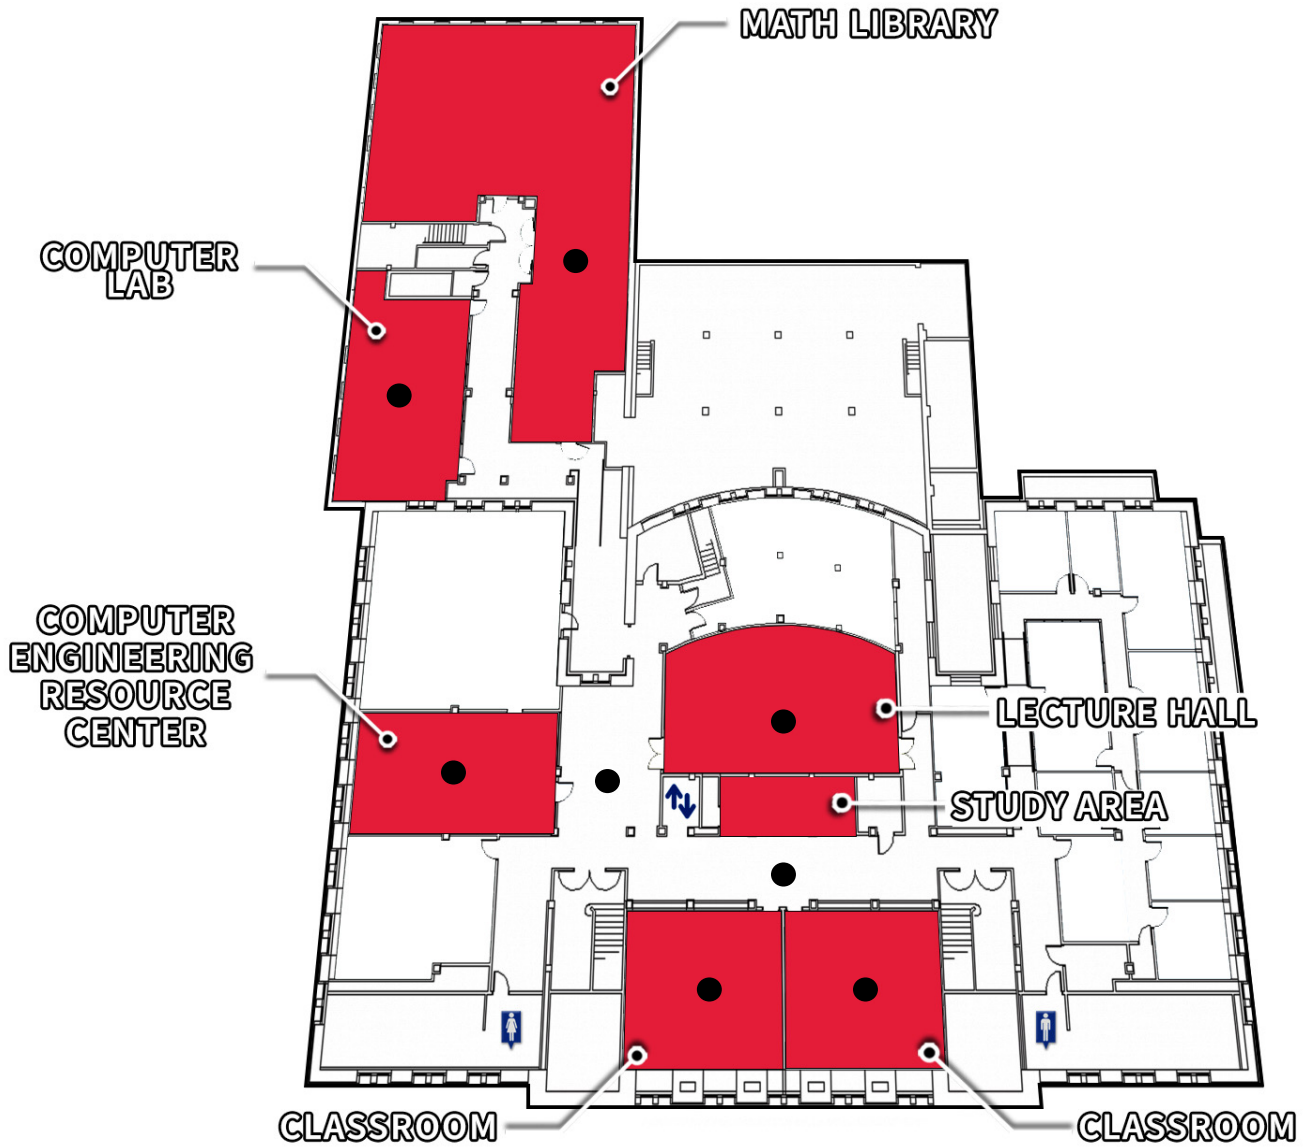 MATH LIBRARY
COMPUTER
LAB
COMPUTER
ENGINEERING
RESOURCE
CENTER
LECTURE HALL
STUDY AREA
CLASSROOM
CLASSROOM